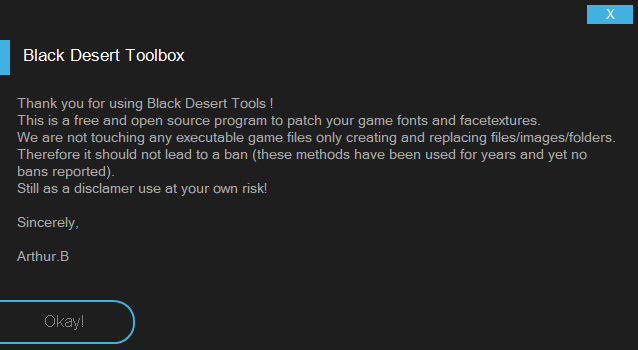 X
Black Desert Toolbox
Thank you for using Black Desert Tools !
This is a free and open source program to patch your game fonts and facetextures.
We are not touching any executable game files only creating and replacing files/images/folders.
Therefore it should not lead to a ban (these methods have been used for years and yet no
bans reported).
Still as a disclamer use at your own risk!
Sincerely,
Arthur.B
Okay!